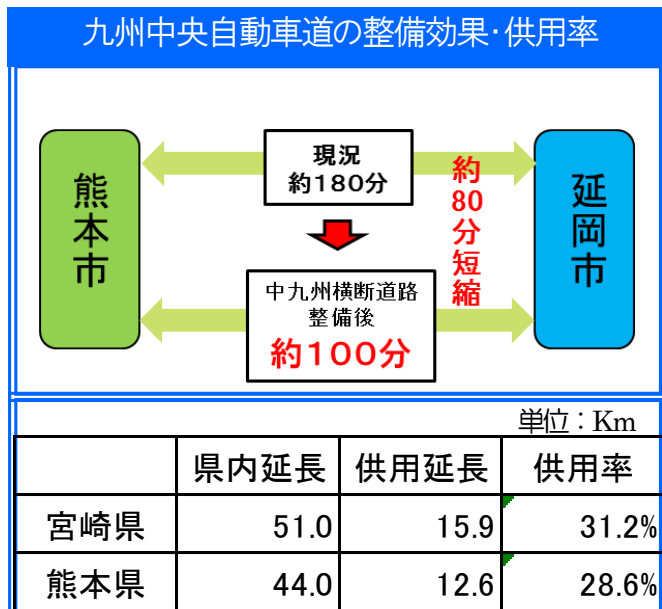 九州中央自動車道の整備効果・供用率
熊本市
現況
約180分
約80分短縮
延岡市
中九州横断道路
整備後
約100分
単位：Km
県内延長 供用延長 供用率
宮崎県 51.0 15.9 31.2%
熊本県 44.0 12.6 28.6%